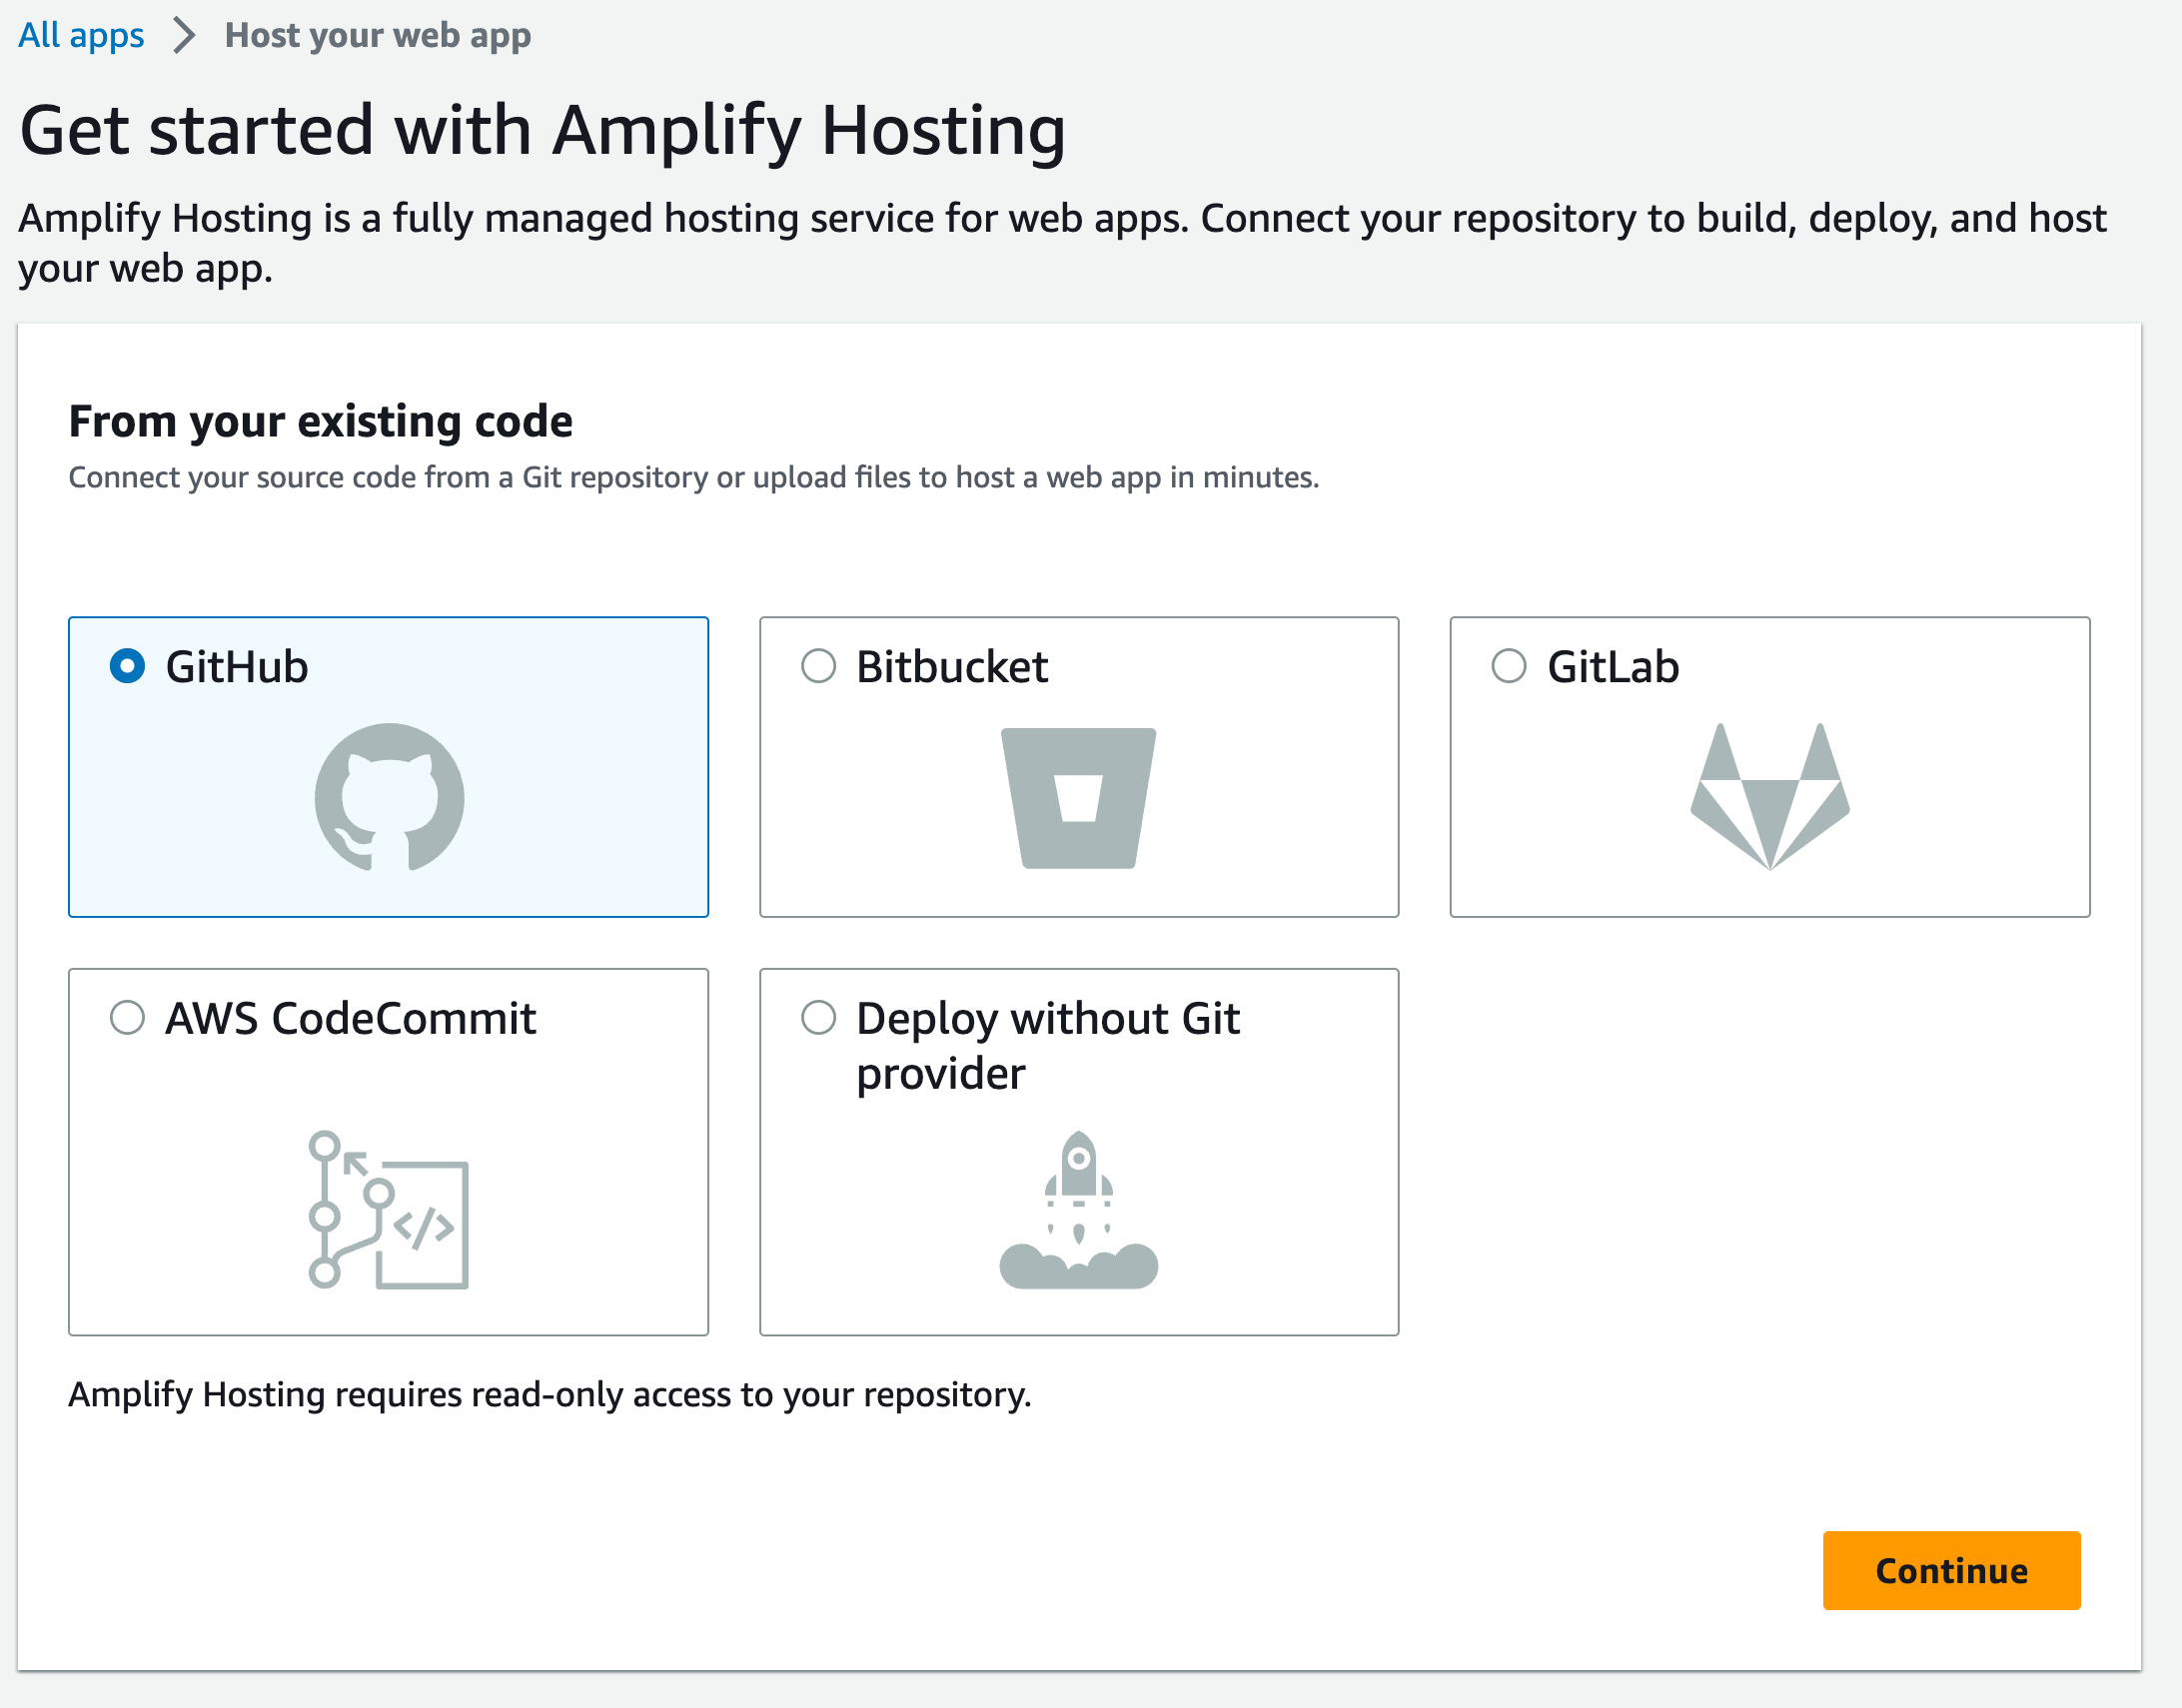 All apps > Host your web app
Get started with Amplify Hosting
Amplify Hosting is a fully managed hosting service for web apps. Connect your repository to build, deploy, and host
your web app.
From your existing code
Connect your source code from a Git repository or upload files to host a web app in minutes.
GitHub
Bitbucket
GitLab
AWS CodeCommit
Deploy without Git
provider
</>
Amplify Hosting requires read-only access to your repository.
Continue